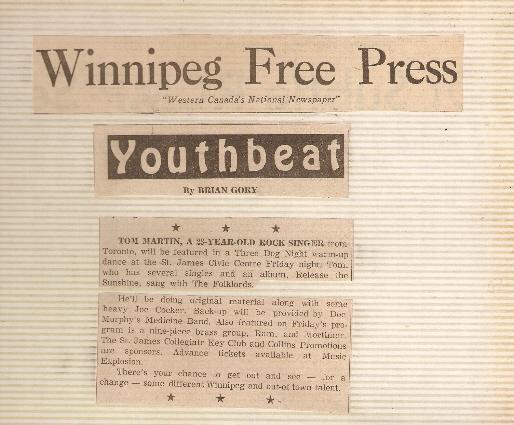 Winnipeg Free Press
"Western Canada's National Newspaper"
Youthbeat
By BRIAN GORY
★ ★ ★
TOM MARTIN, A 25-YEAR-OLD ROCK SINGER from
Toronto, will be featured in a Three Dog Night warm-up
dance at the St. James Civic Centre Friday night. Tom,
who has several singles and an album, Release the
Sunshine, sang with The Folklords.
He'll be doing original material along with some
heavy Joe Cocker. Back-up will be provided by Doc
Murphy's Medicine Band. Also featured on Friday's pro-
gram is a nine-piece brass group, Ram, and Mortimer.
The St. James Collegiate Key Club and Collins Promotions
are sponsors. Advance tickets available at Music
Explosion.
There's your chance to get out and see — for a
change — some different Winnipeg and out-of town talent.
★ ★ ★